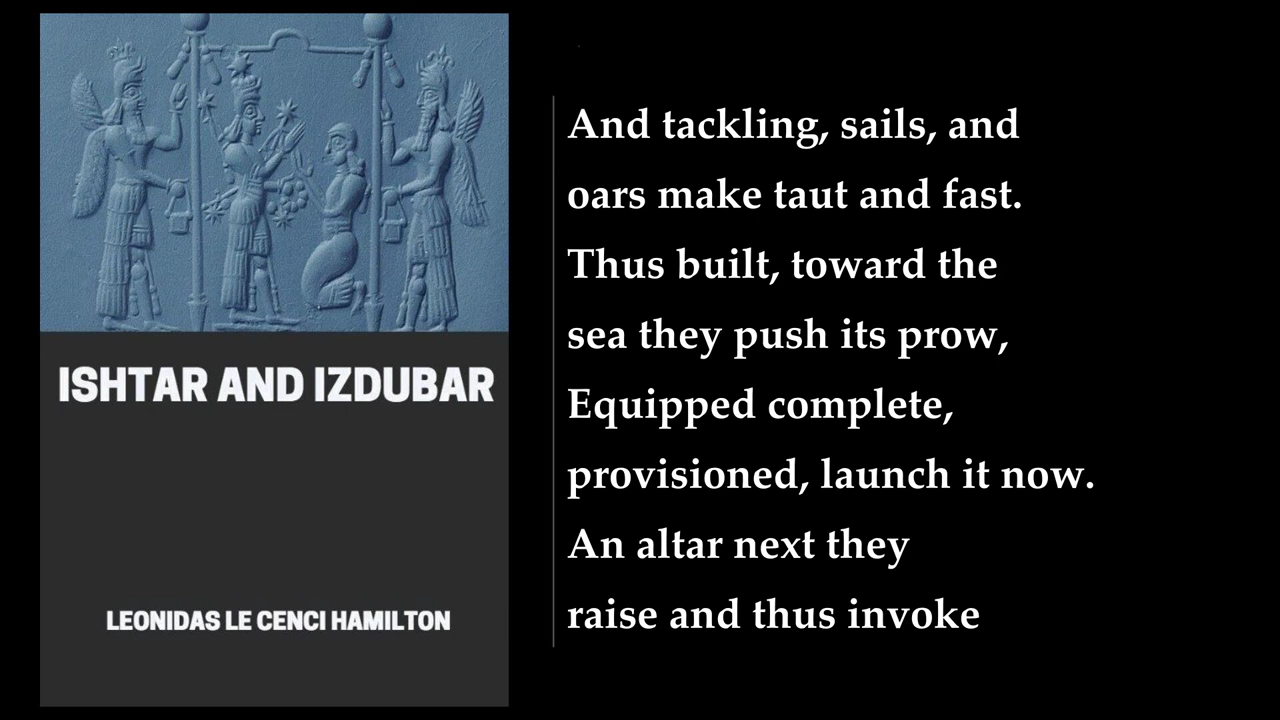 ISHTAR AND IZDUBAR
LEONIDAS LE CENCI HAMILTON
And tackling, sails, and
oars make taut and fast.
Thus built, toward the
sea they push its prow,
Equipped complete,
provisioned, launch it now.
An altar next they
raise and thus invoke